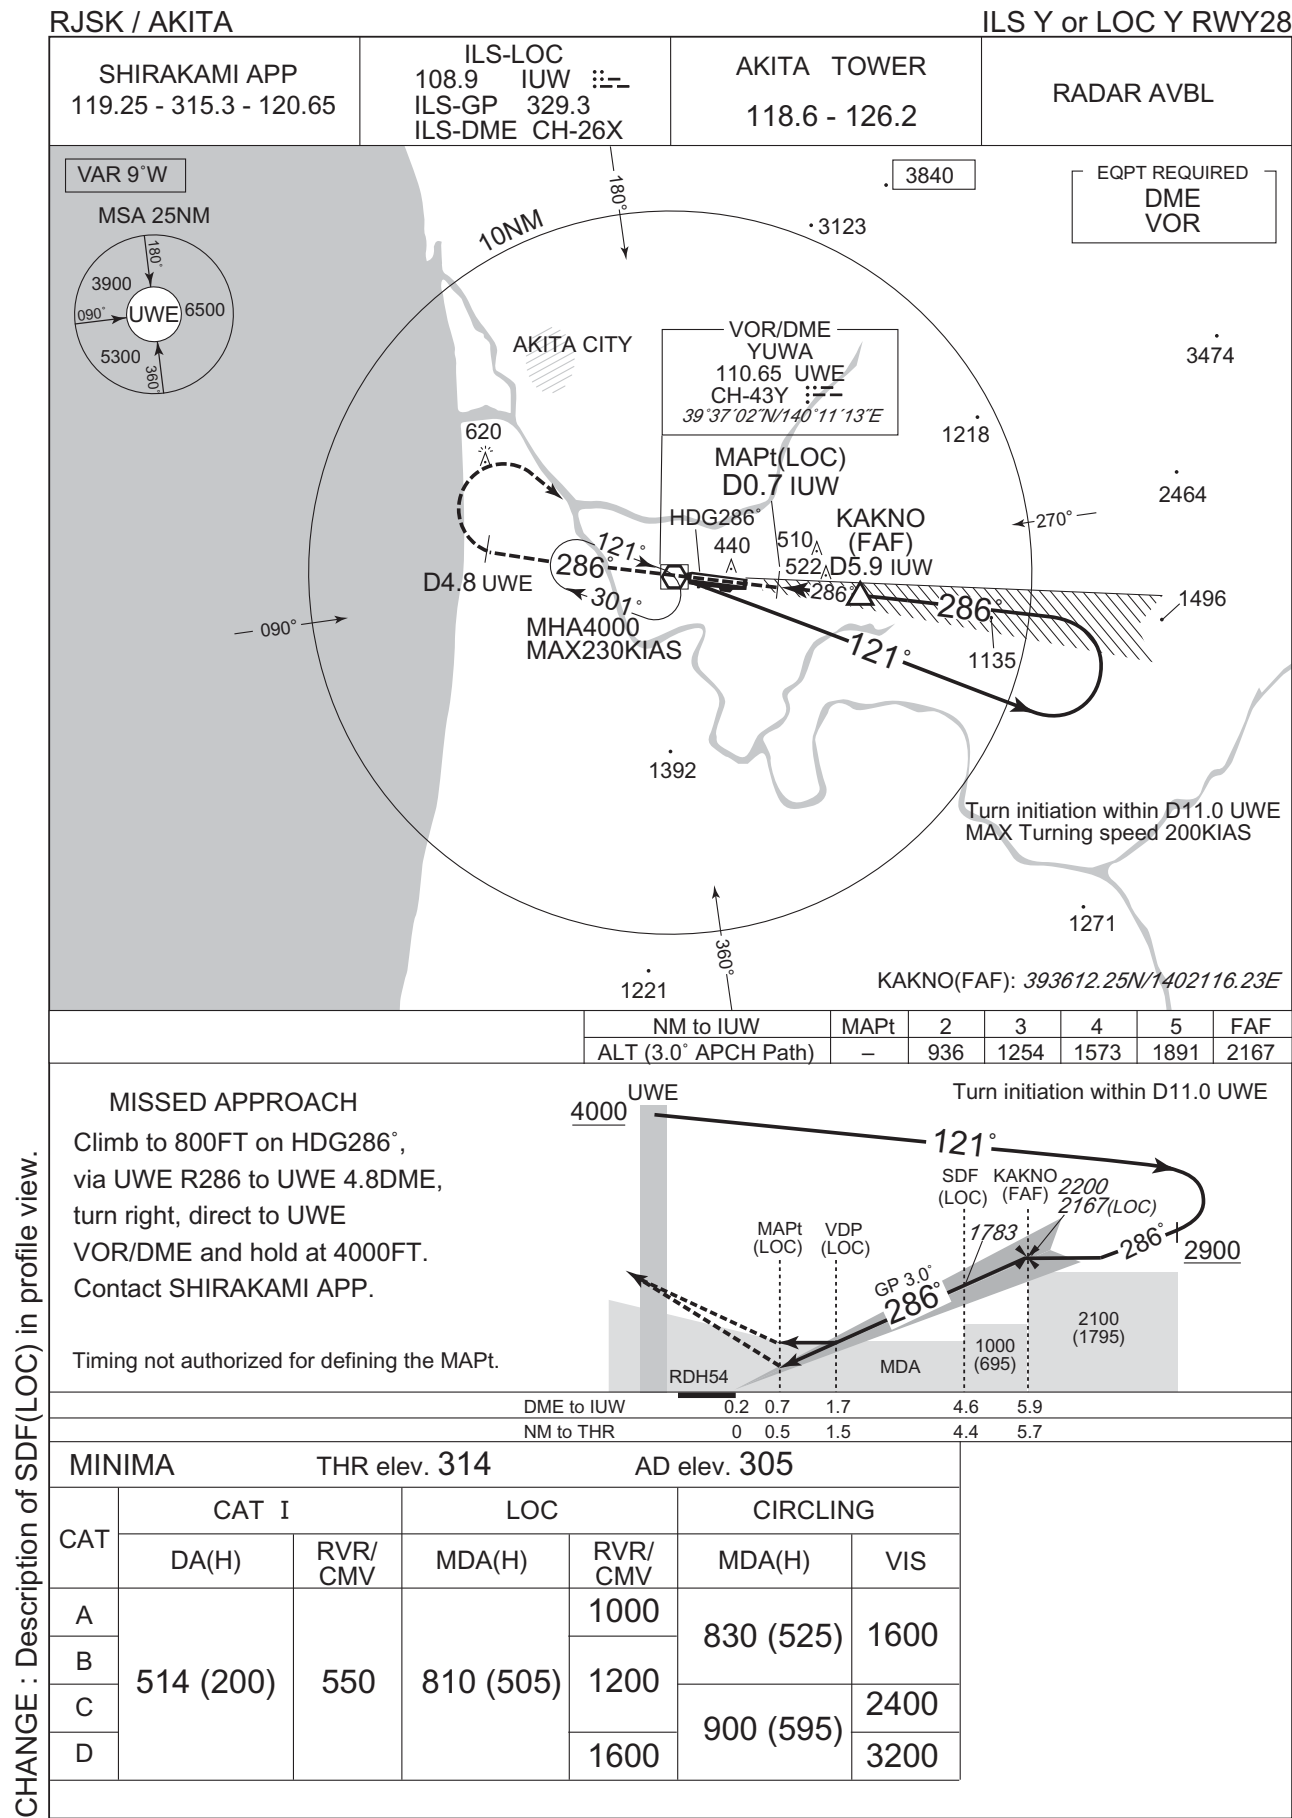 RJSK / AKITA
ILS Y or LOC Y RWY28
SHIRAKAMI APP
119.25 - 315.3 - 120.65
ILS-LOC
108.9 IUW
ILS-GP 329.3
ILS-DME CH-26X
AKITA TOWER
118.6 - 126.2
RADAR AVBL
VAR 9°W
MSA 25NM
180°
3900
090°
UWE
6500
5300
360°
180°
10NM
3840
3123
EQPT REQUIRED
DME
VOR
AKITA CITY
VOR/DME
YUWA
110.65 UWE
CH-43Y
39°37´02˝N/140°11´13˝E
3474
1218
620
MAPt(LOC)
D0.7 IUW
2464
HDG286°
KAKNO
(FAF)
D5.9 IUW
270°
440
510
522
121°
286°
D4.8 UWE
301°
286°
286°
1496
090°
MHA4000
MAX230KIAS
121°
1135
1392
Turn initiation within D11.0 UWE
MAX Turning speed 200KIAS
1271
360°
1221
KAKNO(FAF): 393612.25N/1402116.23E
NM to IUW MAPt 2 3 4 5 FAF
ALT (3.0° APCH Path) – 936 1254 1573 1891 2167
MISSED APPROACH
Climb to 800FT on HDG286°,
via UWE R286 to UWE 4.8DME,
turn right, direct to UWE
VOR/DME and hold at 4000FT.
Contact SHIRAKAMI APP.
Timing not authorized for defining the MAPt.
UWE
Turn initiation within D11.0 UWE
4000
121°
SDF
(LOC)
KAKNO
(FAF)
2200
2167(LOC)
MAPt
(LOC)
VDP
(LOC)
1783
286°
2900
GP 3.0°
286°
2100
(1795)
1000
(695)
MDA
RDH54
DME to IUW 0.2 0.7 1.7 4.6 5.9
NM to THR 0 0.5 1.5 4.4 5.7
MINIMA THR elev. 314 AD elev. 305
CAT
CAT I LOC CIRCLING
DA(H) RVR/CMV MDA(H) RVR/CMV MDA(H) VIS
A
B
C
D
514 (200)
550
810 (505)
1000
1200
1600
830 (525)
900 (595)
1600
2400
3200
CHANGE : Description of SDF(LOC) in profile view.